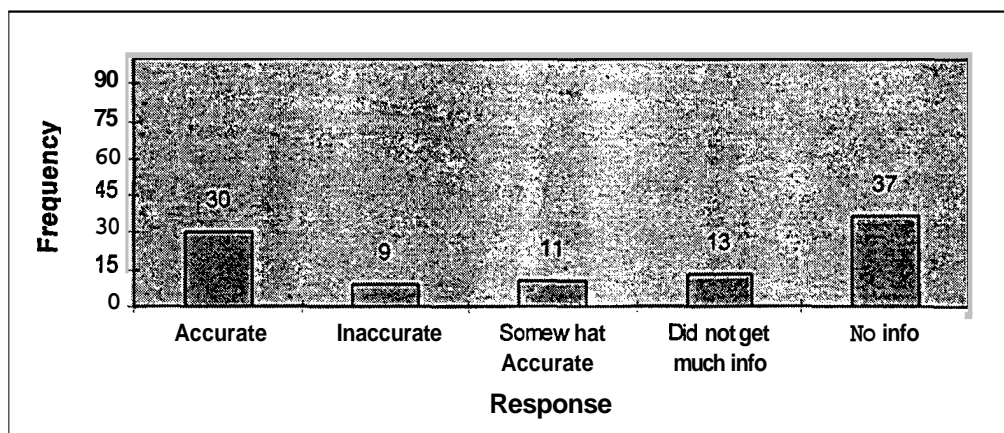 Frequency
90
75
60
45
30
15
0
30
9
11
13
37
Accurate
Inaccurate
Somew hat
Accurate
Did not get
much info
No info
Response